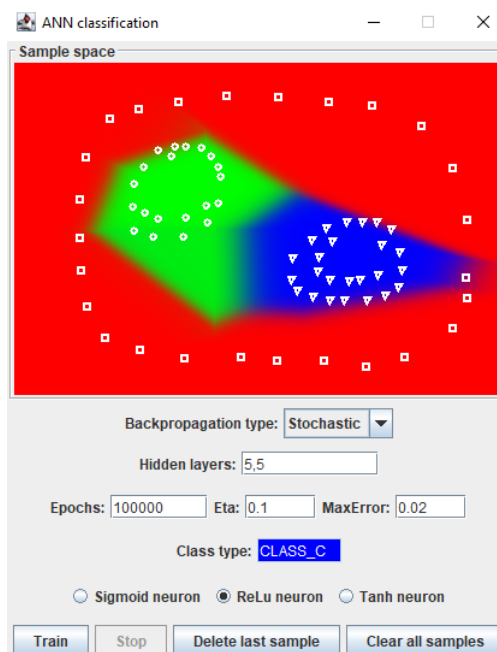 ANN classification
Sample space
Backpropagation type: Stochastic
Hidden layers: 5,5
Epochs: 100000 Eta: 0.1 MaxError: 0.02
Class type: CLASS_C
Sigmoid neuron ReLu neuron Tanh neuron
Train Stop Delete last sample Clear all samples